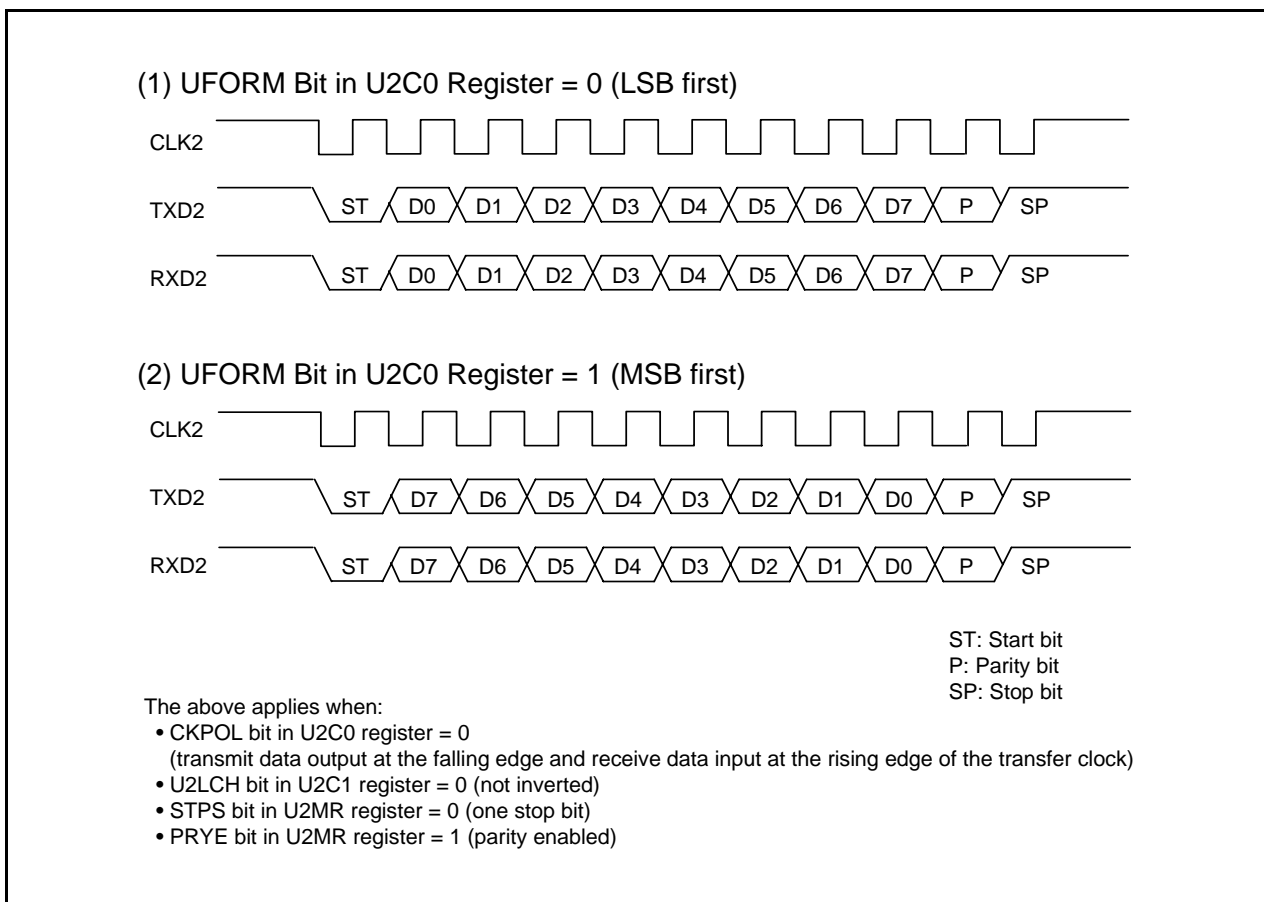 (1) UFORM Bit in U2C0 Register = 0 (LSB first)
CLK2
TXD2 ST D0 D1 D2 D3 D4 D5 D6 D7 P SP
RXD2 ST D0 D1 D2 D3 D4 D5 D6 D7 P SP
(2) UFORM Bit in U2C0 Register = 1 (MSB first)
CLK2
TXD2 ST D7 D6 D5 D4 D3 D2 D1 D0 P SP
RXD2 ST D7 D6 D5 D4 D3 D2 D1 D0 P SP
ST: Start bit
P: Parity bit
SP: Stop bit
The above applies when:
• CKPOL bit in U2C0 register = 0
(transmit data output at the falling edge and receive data input at the rising edge of the transfer clock)
• U2LCH bit in U2C1 register = 0 (not inverted)
• STPS bit in U2MR register = 0 (one stop bit)
• PRYE bit in U2MR register = 1 (parity enabled)